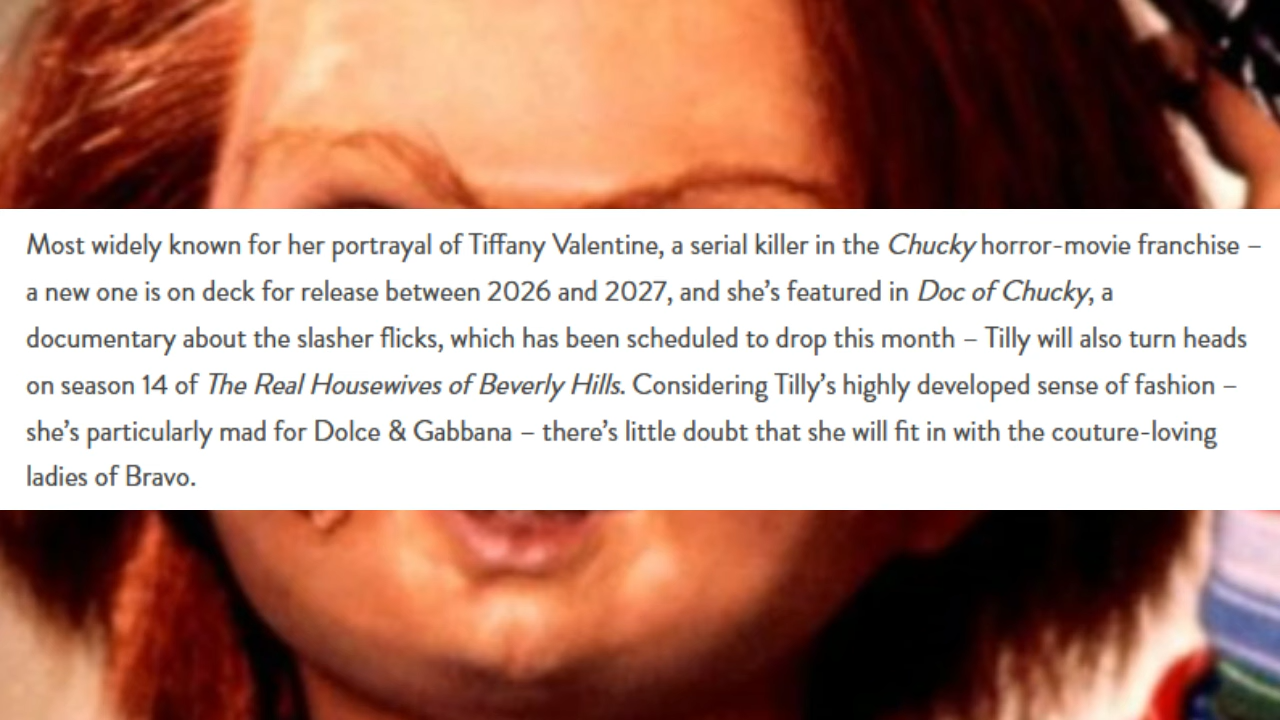 Most widely known for her portrayal of Tiffany Valentine, a serial killer in the Chucky horror-movie franchise –
a new one is on deck for release between 2026 and 2027, and she’s featured in Doc of Chucky, a
documentary about the slasher flicks, which has been scheduled to drop this month – Tilly will also turn heads
on season 14 of The Real Housewives of Beverly Hills. Considering Tilly’s highly developed sense of fashion –
she’s particularly mad for Dolce & Gabbana – there’s little doubt that she will fit in with the couture-loving
ladies of Bravo.